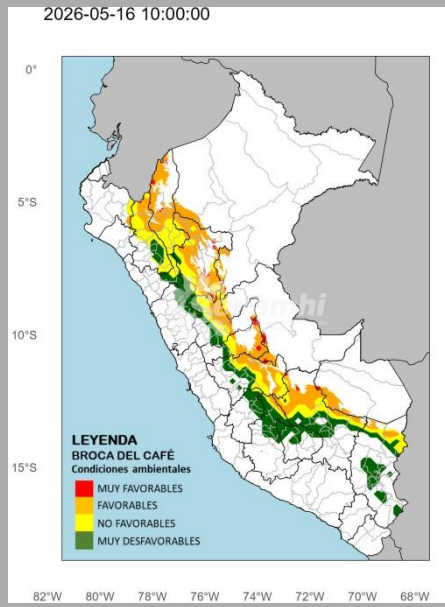 2026-05-16 10:00:00
0°
5°S
10°S
15°S
senamhi
LEYENDA
BROCA DEL CAFÉ
Condiciones ambientales
MUY FAVORABLES
FAVORABLES
NO FAVORABLES
MUY DESFAVORABLES
82°W 80°W 78°W 76°W 74°W 72°W 70°W 68°W